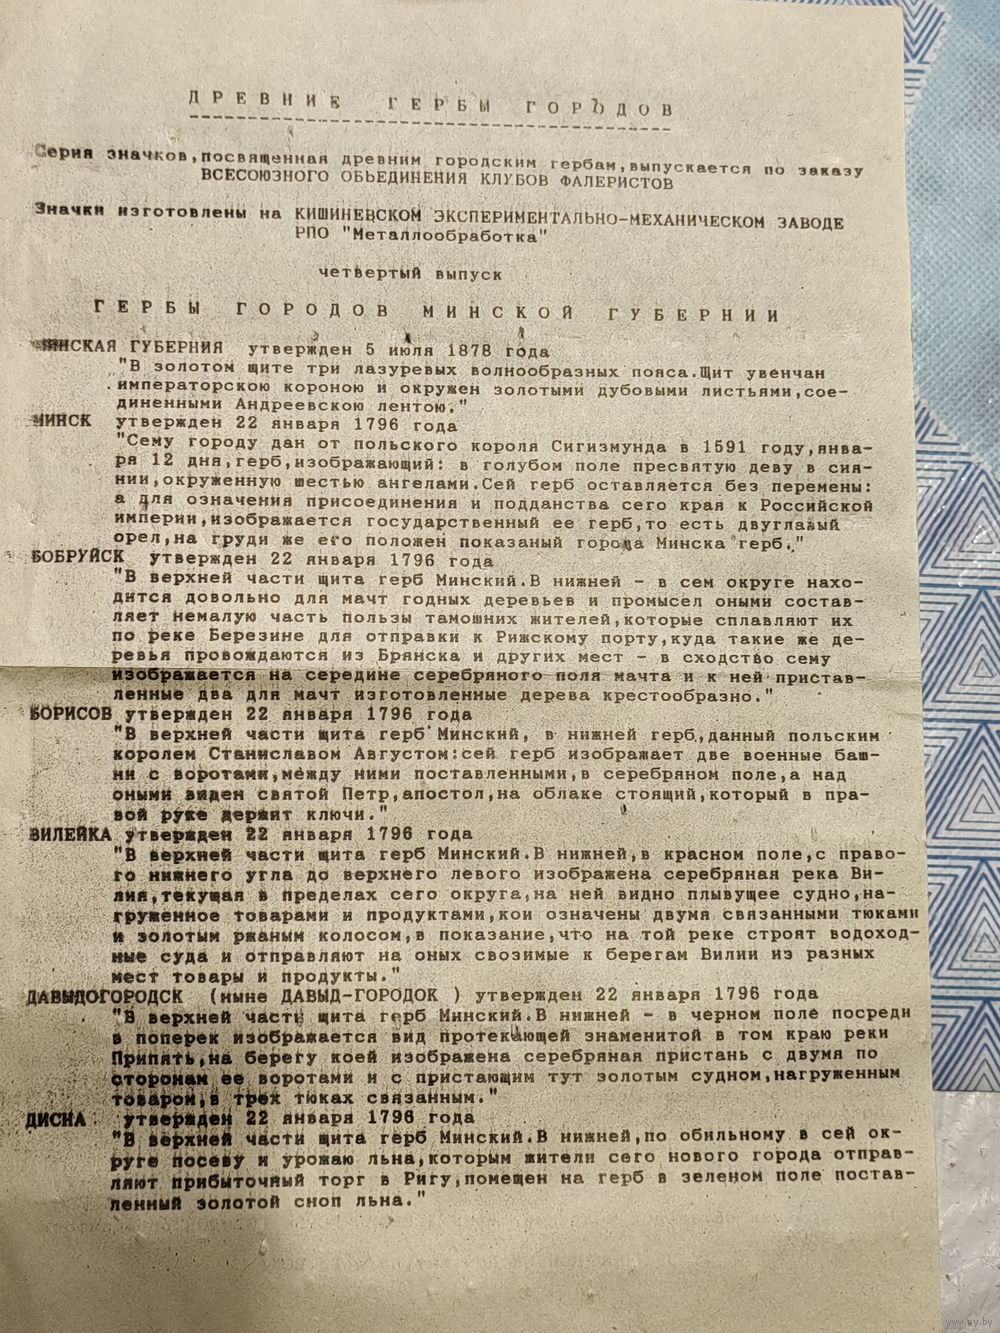 ДРЕВНИЕ ГЕРБЫ ГОРОДОВ
Серия значков,посвященная древним городским гербам,выпускается по заказу
ВСЕСОЮЗНОГО ОБЬЕДИНЕНИЯ КЛУБОВ ФАЛЕРИСТОВ
Значки изготовлены на КИШИНЕВСКОМ ЭКСПЕРИМЕНТАЛЬНО-МЕХАНИЧЕСКОМ ЗАВОДЕ
РПО "Металлообработка"
четвертый выпуск
ГЕРБЫ ГОРОДОВ МИНСКОЙ ГУБЕРНИИ
МИНСКАЯ ГУБЕРНИЯ утвержден 5 июля 1878 года
"В золотом щите три лазуревых волнообразных пояса.Щит увенчан
императорскою короною и окружен золотыми дубовыми листьями,сое-
диненными Андреевскою лентою."
МИНСК утвержден 22 января 1796 года
"Сему городу дан от польского короля Сигизмунда в 1591 году,янва-
ря 12 дня,герб,изображающий: в голубом поле пресвятую деву в сия-
нии,окруженную шестью ангелами.Сей герб оставляется без перемены:
а для означения присоединения и подданства сего края к Российской
империи,изображается государственный ее герб,то есть двуглавый
орел,на груди же его положен показаный города Минска герб."
БОБРУЙСК утвержден 22 января 1796 года
"В верхней части щита герб Минский.В нижней - в сем округе нахо-
дится довольно для мачт годных деревьев и промысел оными состав-
ляет немалую часть пользы тамошних жителей,которые сплавляют их
по реке Березине для отправки к Рижскому порту,куда такие же де-
ревья провождаются из Брянска и других мест - в сходство сему
изображается на середине серебряного поля мачта и к ней пристав-
ленные два для мачт изготовленные дерева крестообразно."
БОРИСОВ утвержден 22 января 1796 года
"В верхней части щита герб Минский, в нижней герб,данный польским
королем Станиславом Августом:сей герб изображает две военные баш-
ни с воротами,между ними поставленными,в серебряном поле,а над
оными виден святой Петр,апостол,на облаке стоящий,который в пра-
вой руке держит ключи."
ВИЛЕЙКА утвержден 22 января 1796 года
"В верхней части щита герб Минский.В нижней,в красном поле,с право-
го нижнего угла до верхнего левого изображена серебряная река Ви-
лия,текущая в пределах сего округа,на ней видно плывущее судно,на-
груженное товарами и продуктами,кои означены двумя связанными тюками
и золотым ржаным колосом,в показание,что на той реке строят водоход-
ные суда и отправляют на оных свозимые к берегам Вилии из разных
мест товары и продукты."
ДАВЫДОГОРОДСК (ныне ДАВЫД-ГОРОДОК ) утвержден 22 января 1796 года
"В верхней части щита герб Минский.В нижней - в черном поле посреди
в поперек изображается вид протекающей знаменитой в том краю реки
Припять,на берегу коей изображена серебряная пристань с двумя по
сторонам ее воротами и с пристающим тут золотым судном,нагруженным
товаром,в трех тюках связанным."
ДИСНА утвержден 22 января 1796 года
"В верхней части щита герб Минский.В нижней,по обильному в сей ок-
руге посеву и урожаю льна,которым жители сего нового города отправ-
ляют прибыточный торг в Ригу,помещен на герб в зеленом поле постав-
ленный золотой сноп льна."
www.ay.by